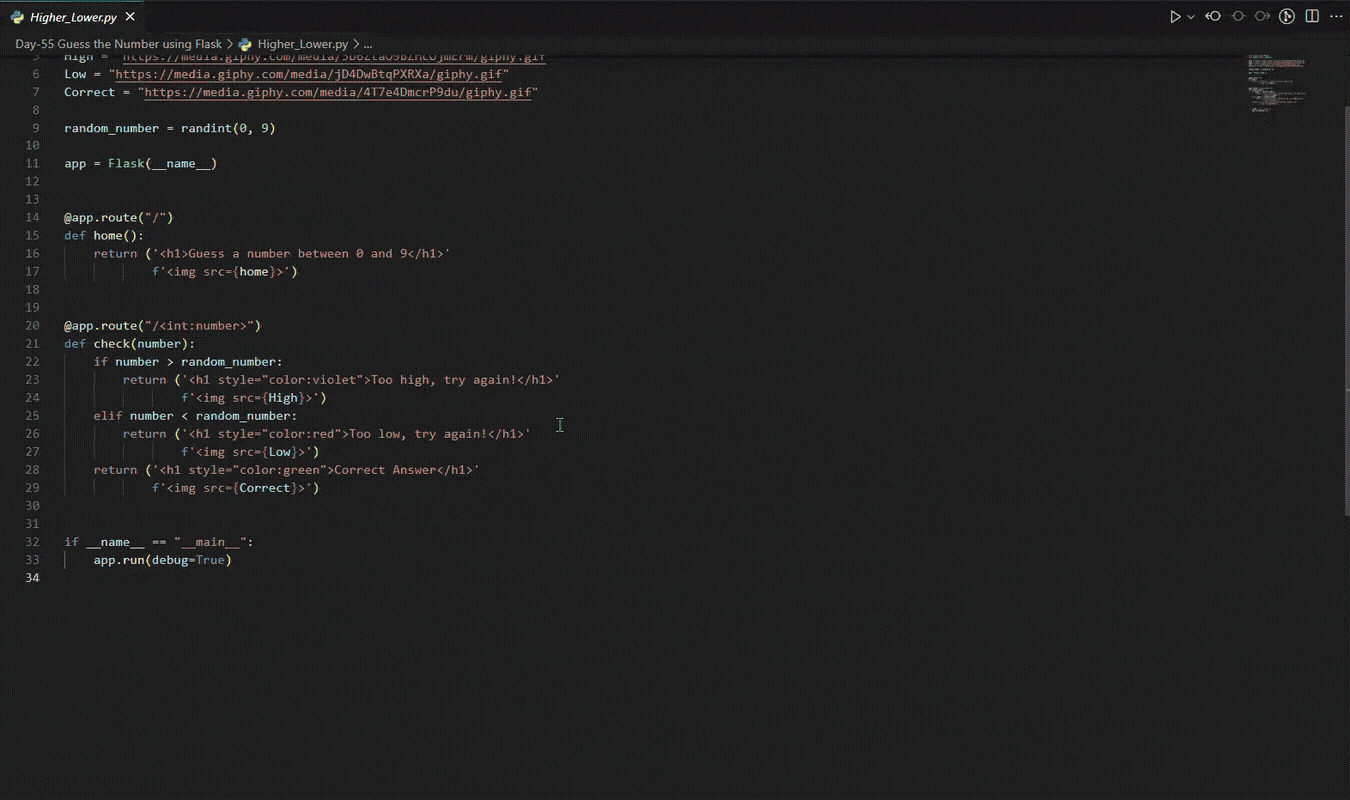 Higher_Lower.py
Day-55 Guess the Number using Flask > Higher_Lower.py > ...
5 High = "https://media.giphy.com/media/ /giphy.gif"
6 Low = "https://media.giphy.com/media/jD4DwBtqPXRXa/giphy.gif"
7 Correct = "https://media.giphy.com/media/4T7e4DmcrP9du/giphy.gif"
8
9 random_number = randint(0, 9)
10
11 app = Flask(__name__)
12
13
14 @app.route("/")
15 def home():
16     return ('<h1>Guess a number between 0 and 9</h1>'
17             f'<img src={home}>')
18
19
20 @app.route("/<int:number>")
21 def check(number):
22     if number > random_number:
23         return ('<h1 style="color:violet">Too high, try again!</h1>'
24                 f'<img src={High}>')
25     elif number < random_number:
26         return ('<h1 style="color:red">Too low, try again!</h1>'
27                 f'<img src={Low}>')
28     return ('<h1 style="color:green">Correct Answer</h1>'
29             f'<img src={Correct}>')
30
31
32 if __name__ == "__main__":
33     app.run(debug=True)
34